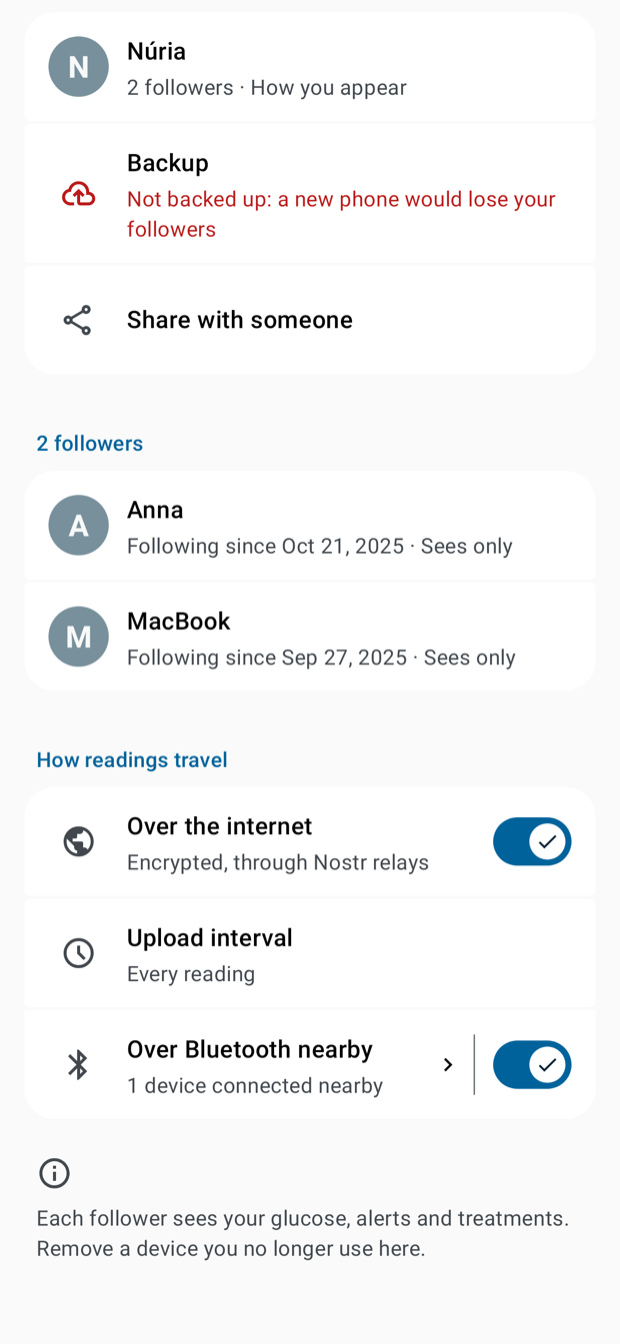 N
Núria
2 followers · How you appear
Backup
Not backed up: a new phone would lose your
followers
Share with someone
2 followers
A
Anna
Following since Oct 21, 2025 · Sees only
M
MacBook
Following since Sep 27, 2025 · Sees only
How readings travel
Over the internet
Encrypted, through Nostr relays
Upload interval
Every reading
Over Bluetooth nearby
1 device connected nearby
Each follower sees your glucose, alerts and treatments.
Remove a device you no longer use here.